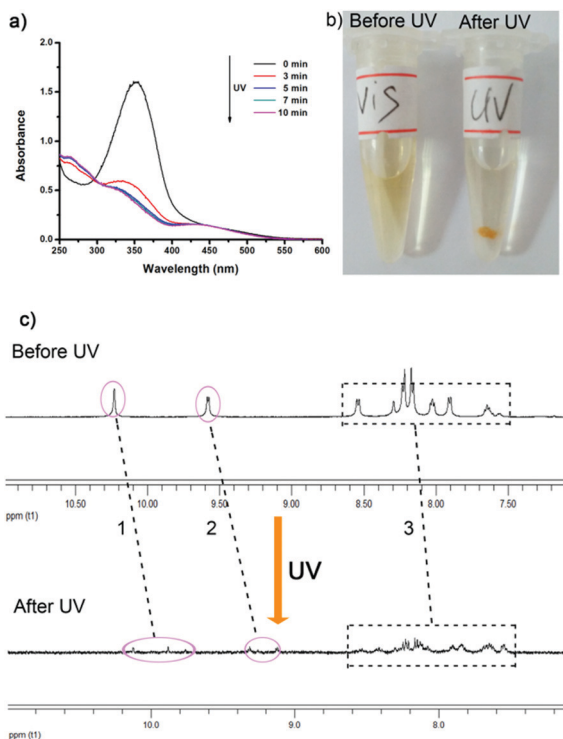 a)
2.0
1.5
1.0
0.5
0.0
Absorbance
250 300 350 400 450 500 550 600
Wavelength (nm)
UV
0 min
3 min
5 min
7 min
10 min
b)
Before UV After UV
Vis UV
c)
Before UV
10.50 10.00 9.50 9.00 8.50 8.00 7.50
ppm (t1)
1 2 3
UV
After UV
10.0 9.0 8.0
ppm (t1)